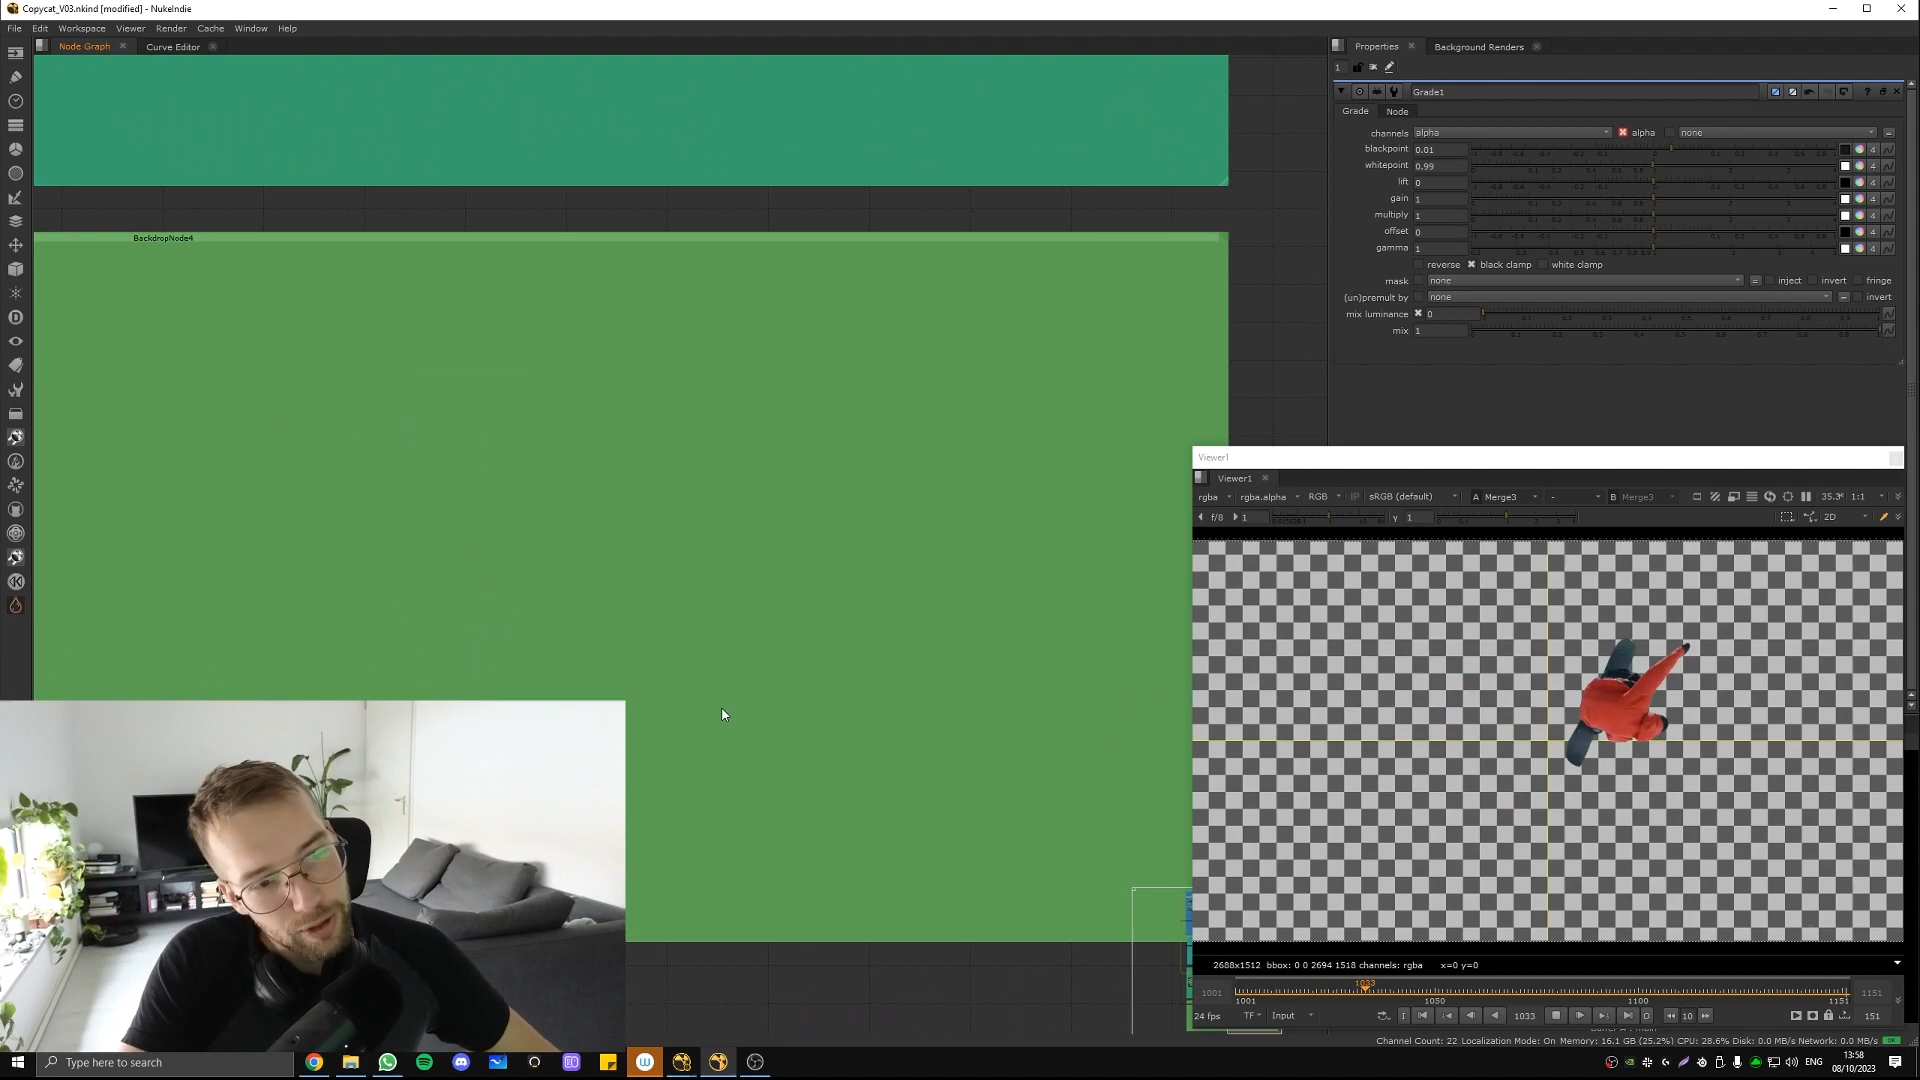 Copycat_V03.nkind [modified] - NukeIndie
File Edit Workspace Viewer Render Cache Window Help
Node Graph Curve Editor
Properties Background Renders
1
Grade1
Grade Node
channels alpha alpha none
blackpoint 0.01
whitepoint 0.99
lift 0
gain 1
multiply 1
offset 0
gamma 1
reverse black clamp white clamp
mask none inject invert fringe
(un)premult by none invert
mix luminance 0
mix 1
BackdropNode4
Viewer1
Viewer1
rgba rgba.alpha RGB IP sRGB (default) A Merge3 - B Merge3 1:1
f/8 1 Y 1 2D
2688x1512 bbox: 0 0 2694 1518 channels: rgba x=0 y=0
1001 1033 1151
1001 1050 1100 1151
24 fps TF Input 1033 10 151
Channel Count: 22 Localization Mode: On Memory: 16.1 GB (25.2%) CPU: 28.6% Disk: 0.0 MB/s Network: 0.0 MB/s
Type here to search
ENG
13:58
08/10/2023